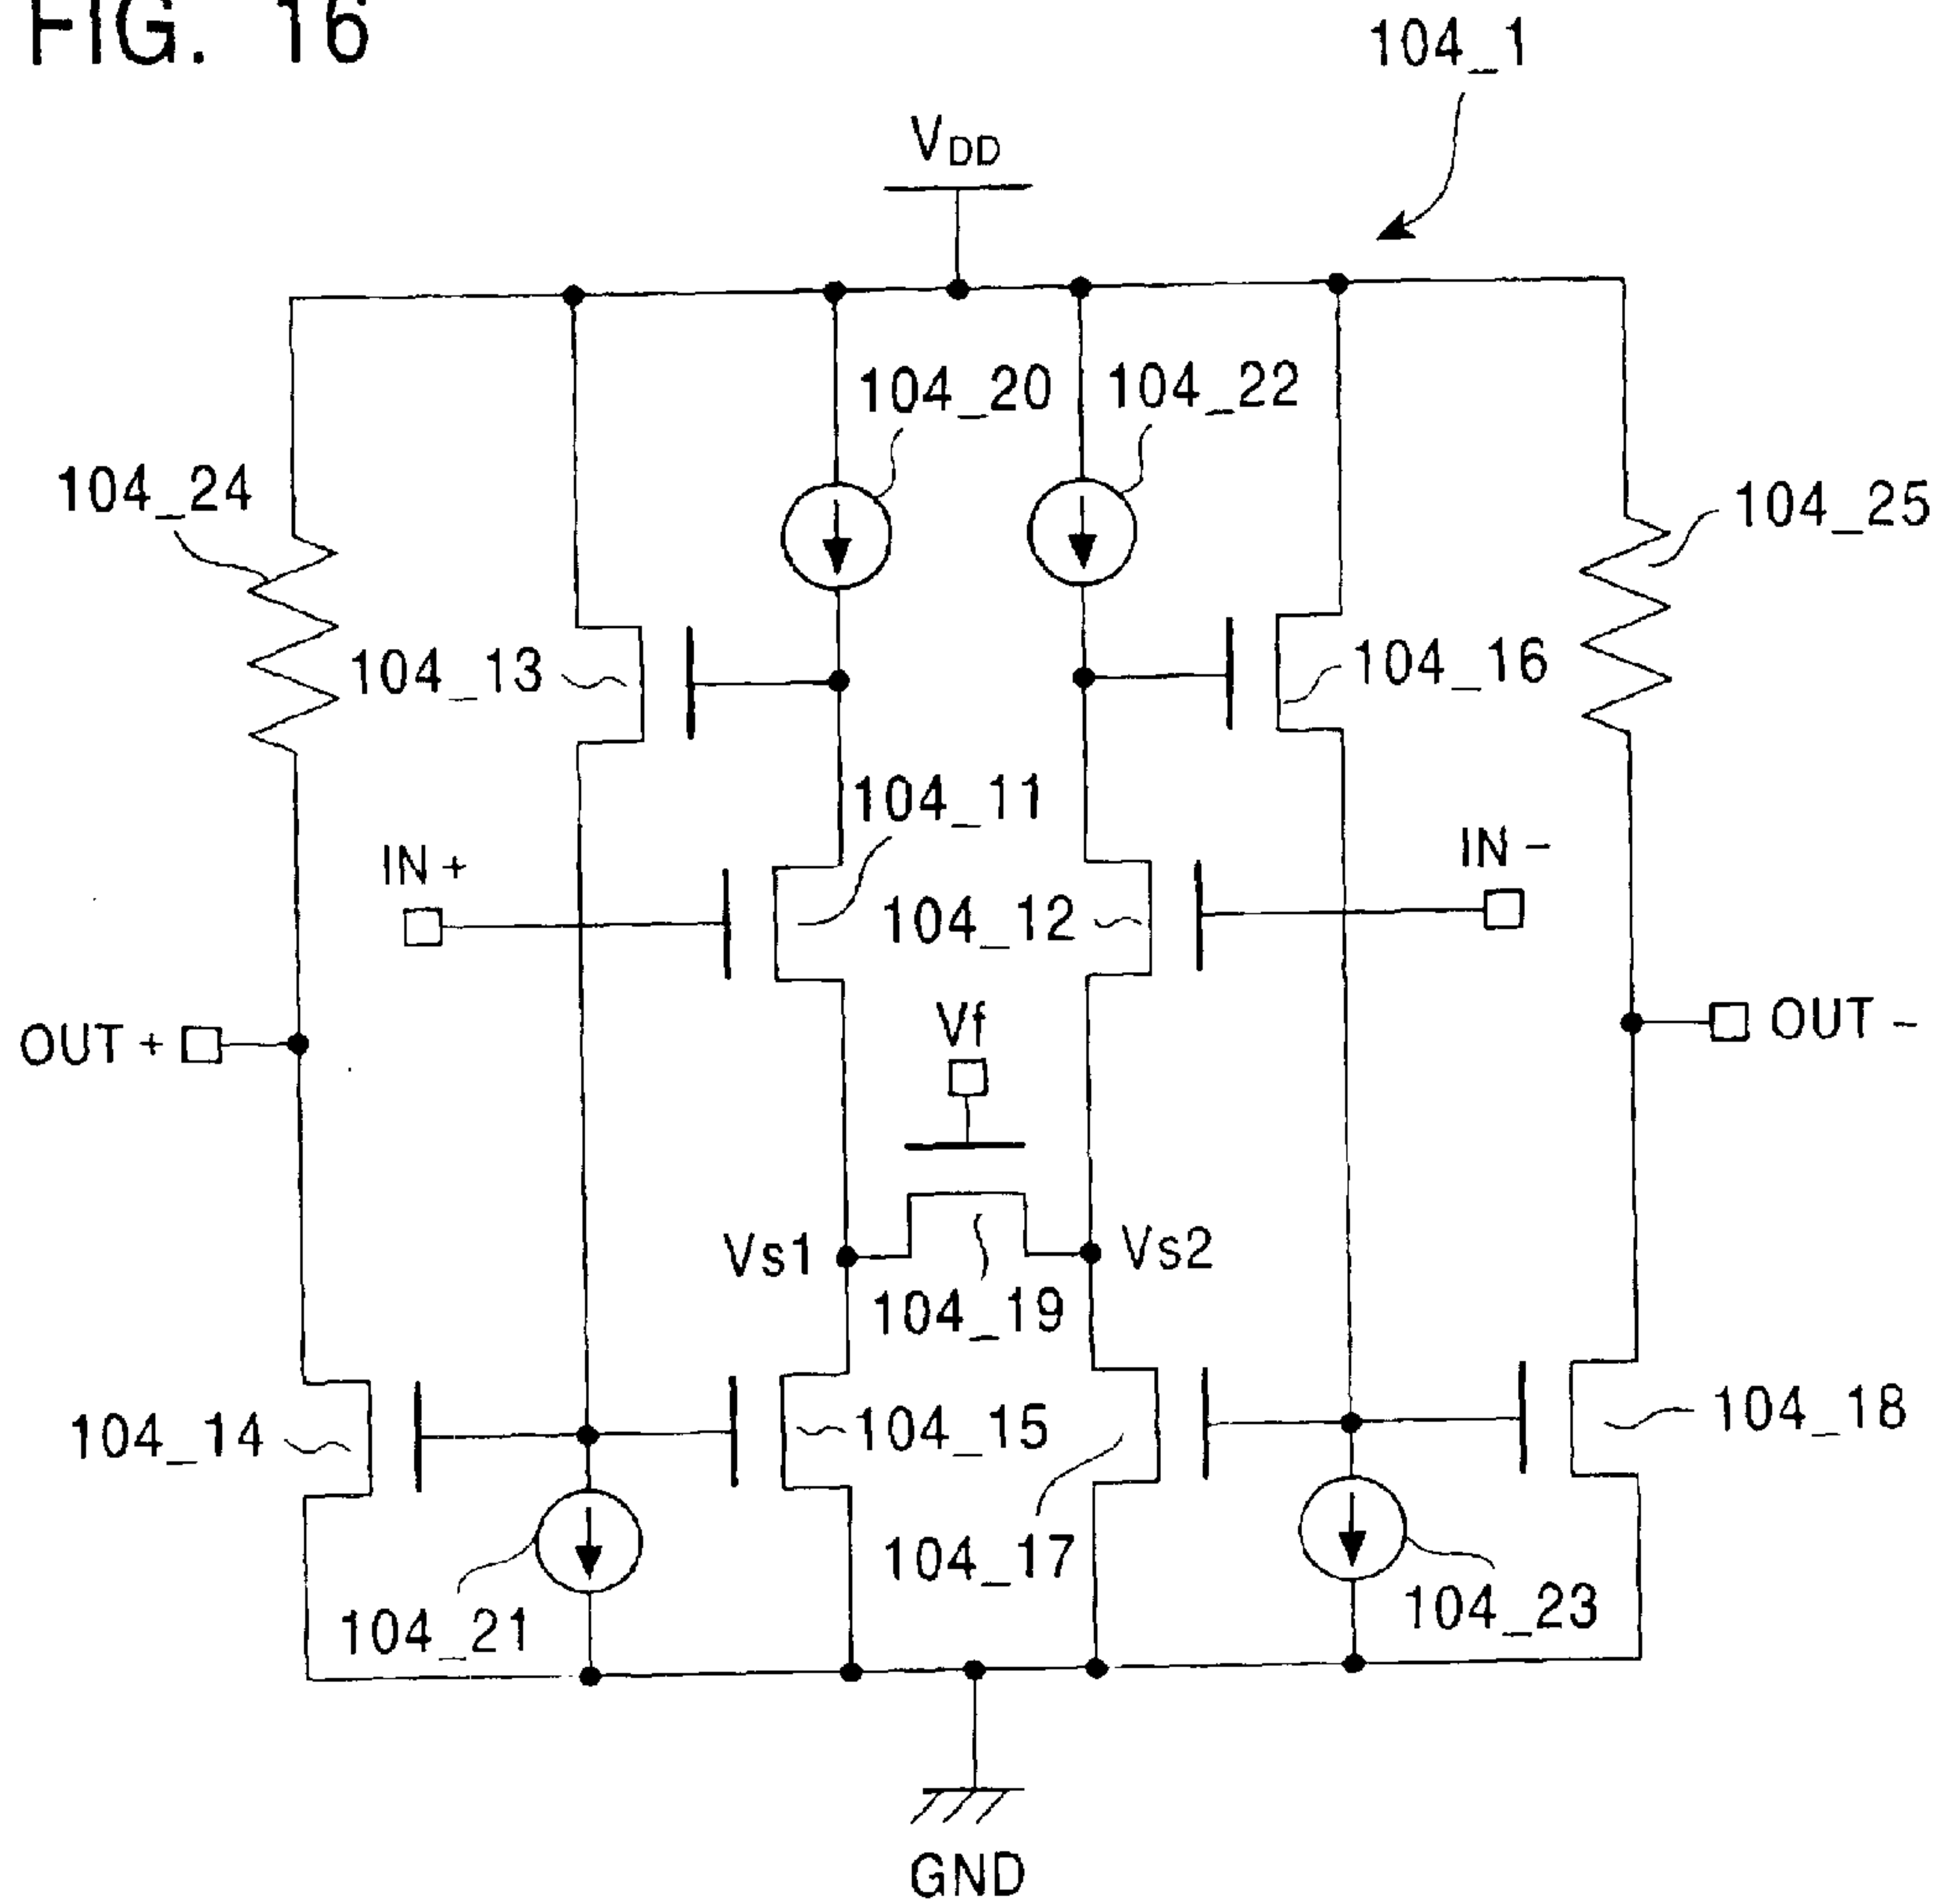 FIG. 16
104_1
VDD
104_20 104_22
104_24 104_25
104_13 104_16
104_11
IN + IN -
104_12
Vf
OUT + OUT -
Vs1 Vs2
104_19
104_14 104_15 104_18
104_17
104_21 104_23
GND